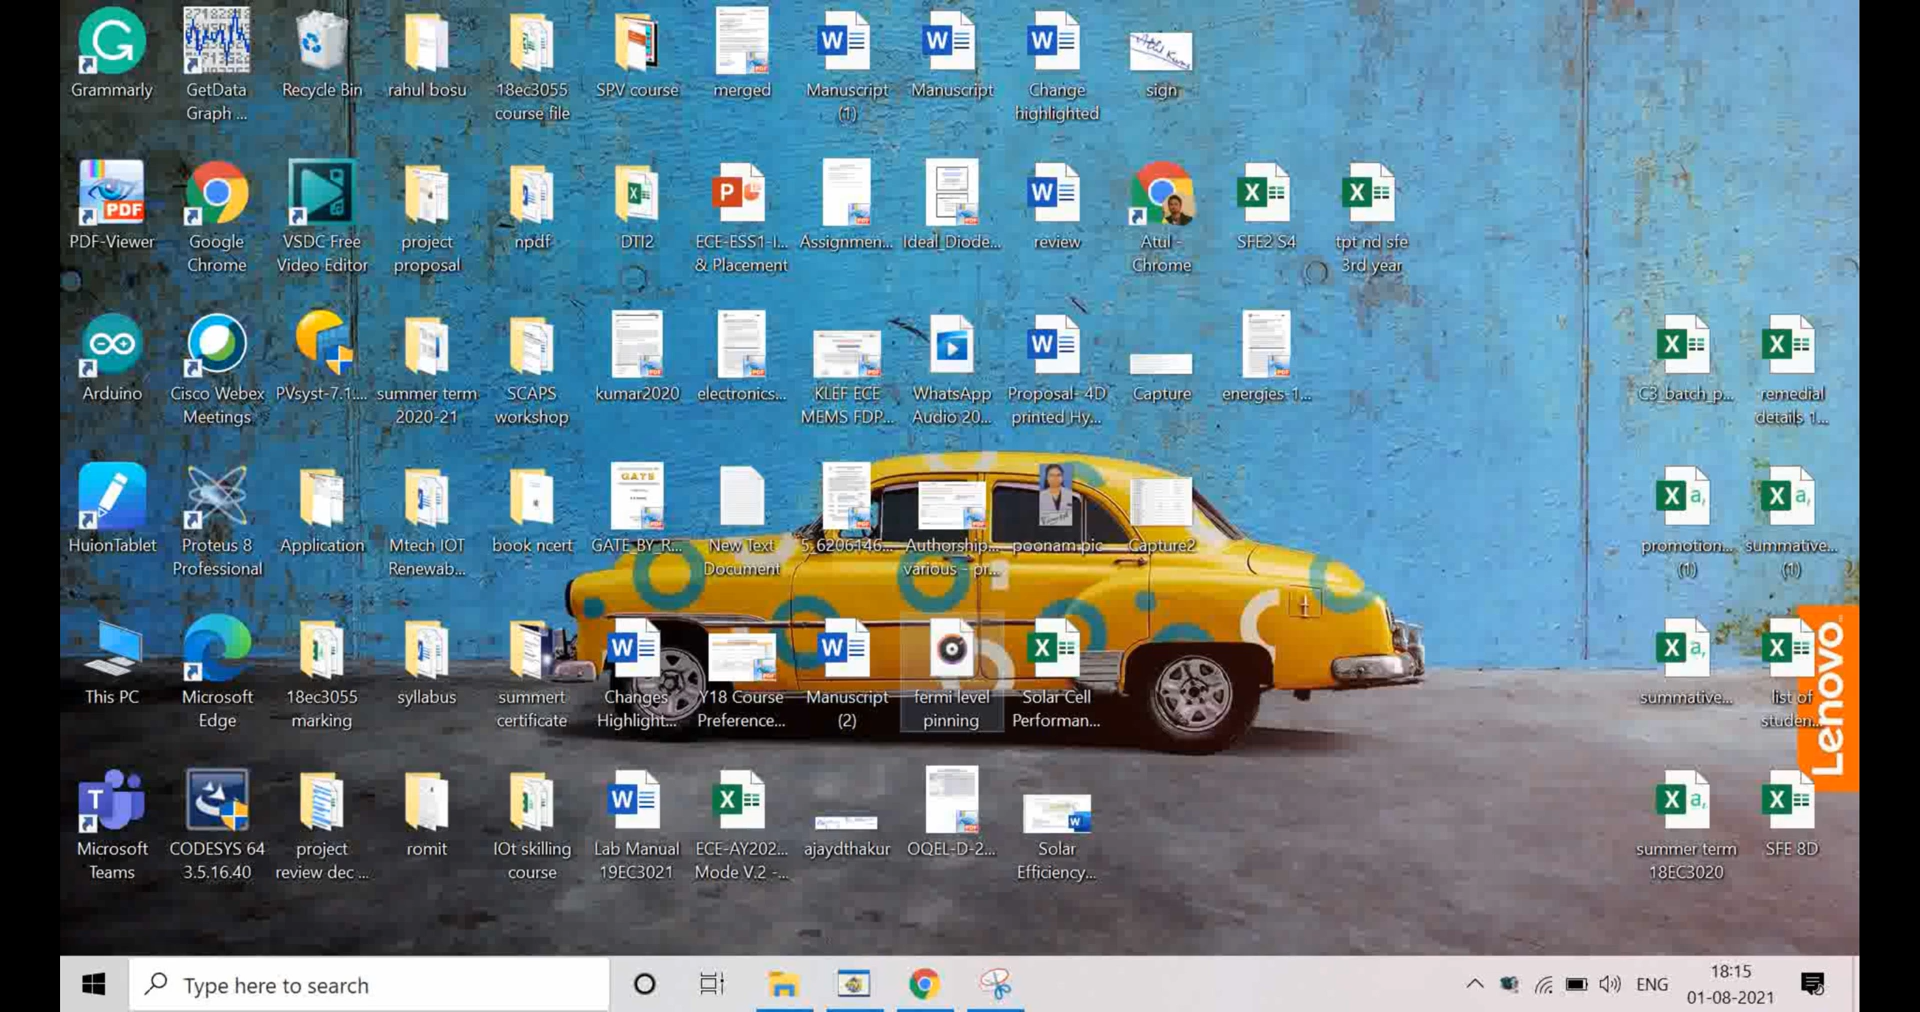 Grammarly
GetData
Graph ...
Recycle Bin
rahul bosu
18ec3055
course file
SPV course
merged
Manuscript
(1)
Manuscript
Change
highlighted
sign
PDF-Viewer
Google
Chrome
VSDC Free
Video Editor
project
proposal
npdf
DTI2
ECE-ESS1-I...
& Placement
Assignmen...
Ideal_Diode...
review
Atul -
Chrome
SFE2 S4
tpt nd sfe
3rd year
Arduino
Cisco Webex
Meetings
PVsyst-7.1....
summer term
2020-21
SCAPS
workshop
kumar2020
electronics...
KLEF ECE
MEMS FDP...
WhatsApp
Audio 20...
Proposal- 4D
printed Hy...
Capture
energies-1...
C3_batch_p...
remedial
details 1...
HuionTablet
Proteus 8
Professional
Application
Mtech IOT
Renewab...
book ncert
GATE
GATE_BY_R...
New Text
Document
5_6206146...
Authorship...
various - pr...
poonam pic
Capture2
promotion...
(1)
summative...
(1)
This PC
Microsoft
Edge
18ec3055
marking
syllabus
summert
certificate
Changes
Highlight...
Y18 Course
Preference...
Manuscript
(2)
fermi level
pinning
Solar Cell
Performan...
summative...
list of
studen...
Lenovo
Microsoft
Teams
CODESYS 64
3.5.16.40
project
review dec ...
romit
IOt skilling
course
Lab Manual
19EC3021
ECE-AY202...
Mode V.2 -...
ajaydthakur
OQEL-D-2...
Solar
Efficiency...
summer term
18EC3020
SFE 8D
Type here to search
ENG
18:15
01-08-2021